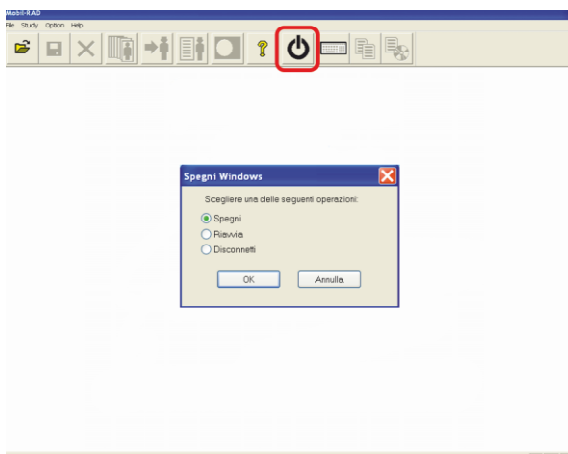 Mobil-RAD
File Study Option Help
Spegni Windows
Scegliere una delle seguenti operazioni:
Spegni
Riavvia
Disconnetti
OK Annulla